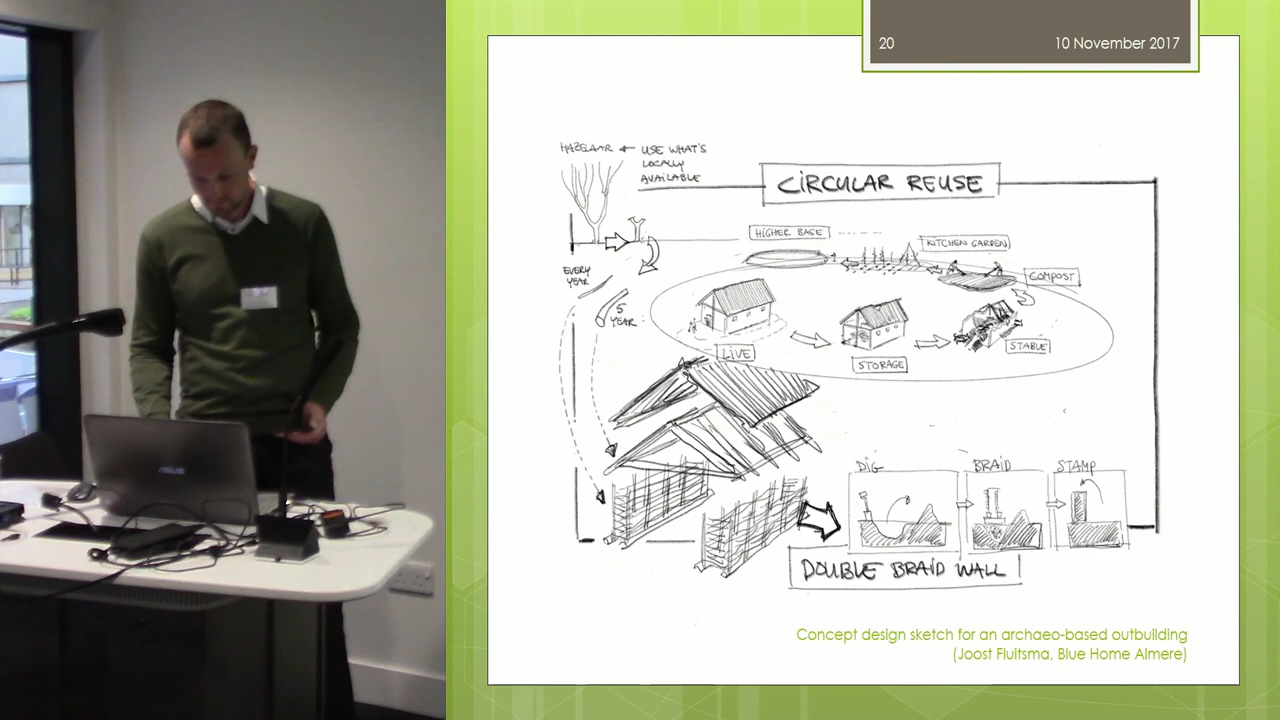 20
10 November 2017
HAZELAAR
USE WHAT'S
LOCALLY
AVAILABLE
CIRCULAR REUSE
HIGHER BASE
KITCHEN GARDEN
COMPOST
EVERY
YEAR
5
YEAR
LIVE
STORAGE
STABLE
DIG
BRAID
STAMP
DOUBLE BRAID WALL
Concept design sketch for an archaeo-based outbuilding
(Joost Fluitsma, Blue Home Almere)
ASUS